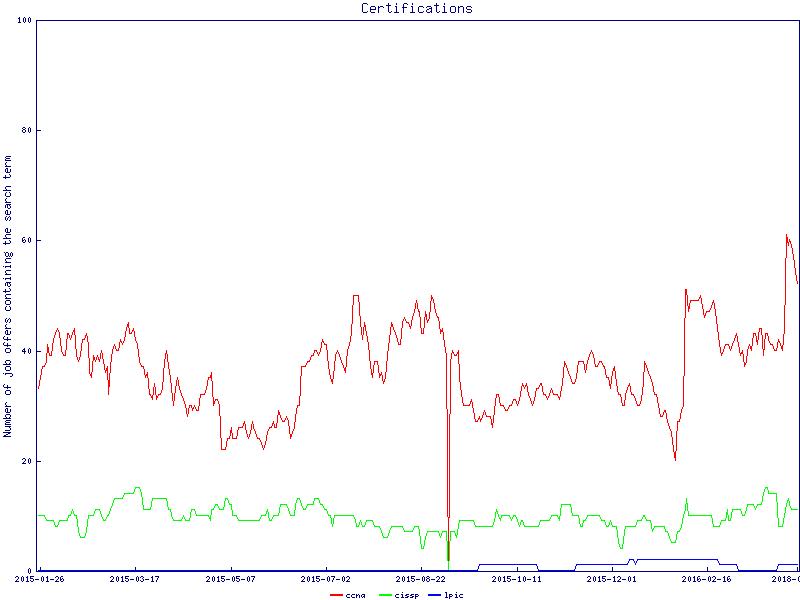 Certifications
Number of job offers containing the search term
100
80
60
40
20
0
2015-01-26 2015-03-17 2015-05-07 2015-07-02 2015-08-22 2015-10-11 2015-12-01 2016-02-16 2018-0
ccna cissp lpic